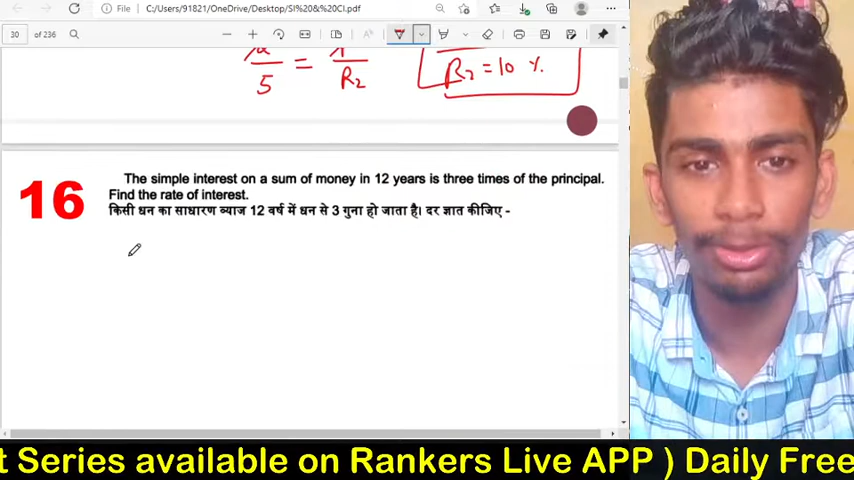 File
C:/Users/91821/OneDrive/Desktop/SI%20&%20CI.pdf
30 of 236
5 = R2
R2 = 10 %
16
The simple interest on a sum of money in 12 years is three times of the principal.
Find the rate of interest.
किसी धन का साधारण ब्याज 12 वर्ष में धन से 3 गुना हो जाता है। दर ज्ञात कीजिए -
t Series available on Rankers Live APP ) Daily Free